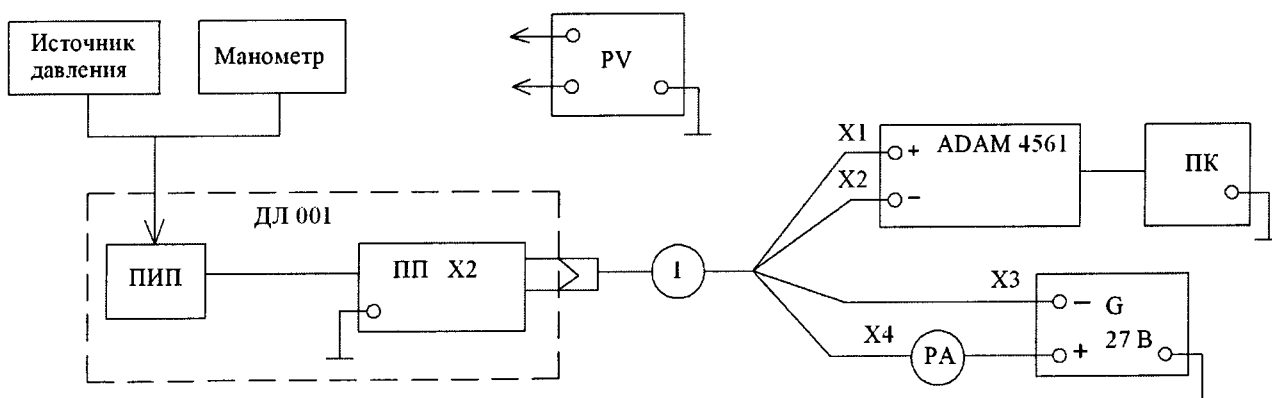 Источник
давления
Манометр
PV
X1
+
ADAM 4561
X2
−
ПК
ДЛ 001
ПИП
ПП X2
1
X3
−
G
27 В
X4
PA
+